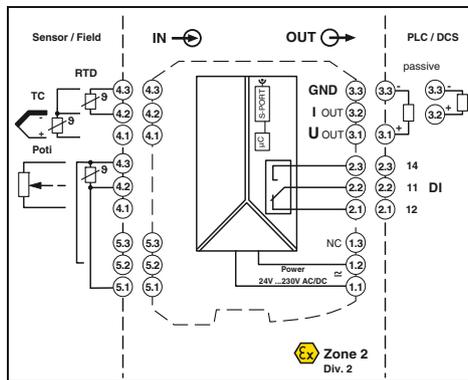 Sensor / Field
IN
OUT
PLC / DCS
passive
RTD
TC
ϑ
ϑ
-
+
4.3
4.2
4.1
4.3
4.2
4.1
S-PORT
µC
GND
I OUT
U OUT
3.3
3.2
3.1
3.3
3.1
-
+
3.3
3.2
-
+
Poti
ϑ
4.3
4.2
4.1
2.3
2.2
2.1
2.3
2.2
2.1
14
11
12
DI
5.3
5.2
5.1
5.3
5.2
5.1
NC
1.3
1.2
1.1
Power
≃
24V ...230V AC/DC
Ex
Zone 2
Div. 2